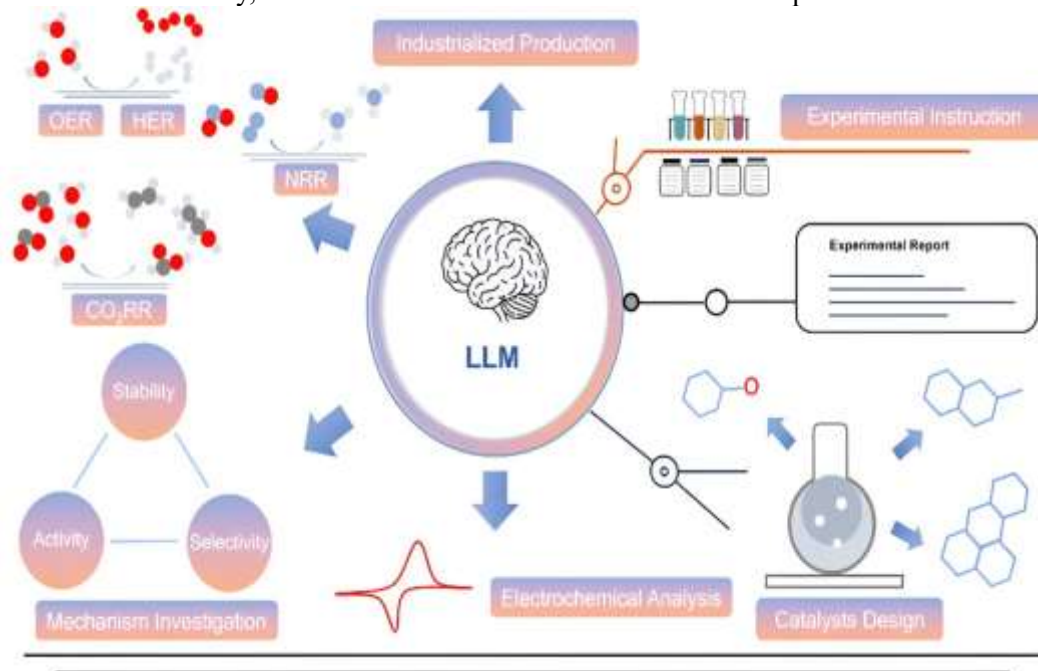 Industrialized Production
OER
HER
NRR
Experimental Instruction
Experimental Report
CO2RR
LLM
O
Stability
Activity
Selectivity
Mechanism Investigation
Electrochemical Analysis
Catalysts Design